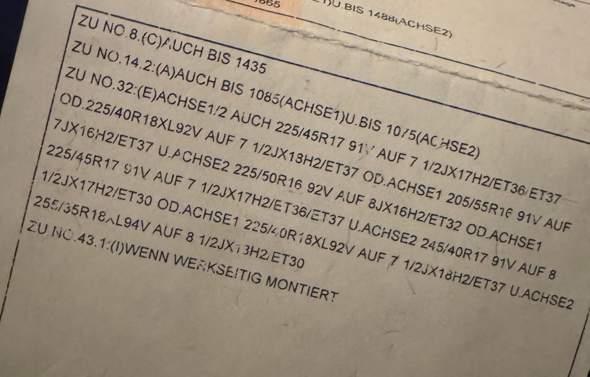 )U.BIS 1488(ACHSE2)
ZU NO.8.(C)AUCH BIS 1435
ZU NO.14.2:(A)AUCH BIS 1085(ACHSE1)U.BIS 1075(ACHSE2)
ZU NO.32:(E)ACHSE1/2 AUCH 225/45R17 91V AUF 7 1/2JX17H2/ET36/ET37
OD.225/40R18XL92V AUF 7 1/2JX18H2/ET37 OD.ACHSE1 205/55R16 91V AUF
7JX16H2/ET37 U.ACHSE2 225/50R16 92V AUF 8JX16H2/ET32 OD.ACHSE1
225/45R17 91V AUF 7 1/2JX17H2/ET36/ET37 U.ACHSE2 245/40R17 91V AUF 8
1/2JX17H2/ET30 OD.ACHSE1 225/40R18XL92V AUF 7 1/2JX18H2/ET37 U.ACHSE2
255/35R18XL94V AUF 8 1/2JX18H2/ET30
ZU NO.43.1:(I)WENN WERKSEITIG MONTIERT